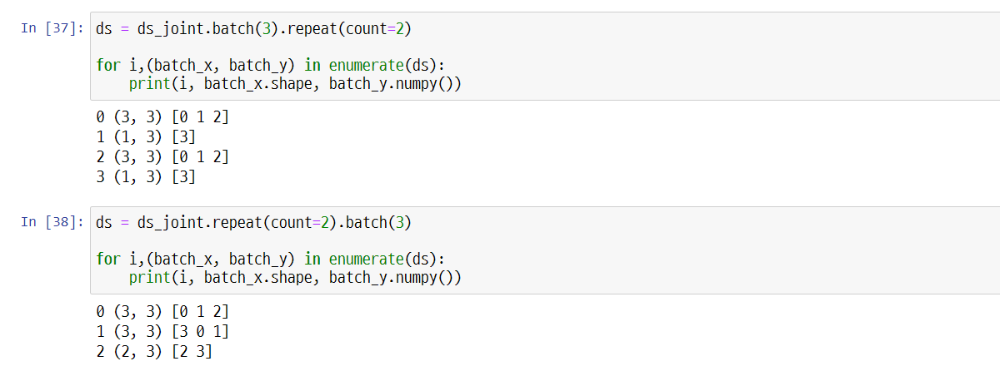 In [37]: ds = ds_joint.batch(3).repeat(count=2)
for i,(batch_x, batch_y) in enumerate(ds):
    print(i, batch_x.shape, batch_y.numpy())
0 (3, 3) [0 1 2]
1 (1, 3) [3]
2 (3, 3) [0 1 2]
3 (1, 3) [3]
In [38]: ds = ds_joint.repeat(count=2).batch(3)
for i,(batch_x, batch_y) in enumerate(ds):
    print(i, batch_x.shape, batch_y.numpy())
0 (3, 3) [0 1 2]
1 (3, 3) [3 0 1]
2 (2, 3) [2 3]